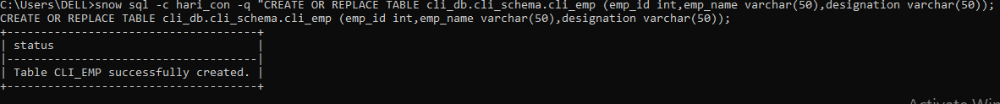 C:\Users\DELL>snow sql -c hari_con -q "CREATE OR REPLACE TABLE cli_db.cli_schema.cli_emp (emp_id int,emp_name varchar(50),designation varchar(50));
CREATE OR REPLACE TABLE cli_db.cli_schema.cli_emp (emp_id int,emp_name varchar(50),designation varchar(50));
+-------------------------------------+
| status                              |
|-------------------------------------|
| Table CLI_EMP successfully created. |
+-------------------------------------+
Activate Win